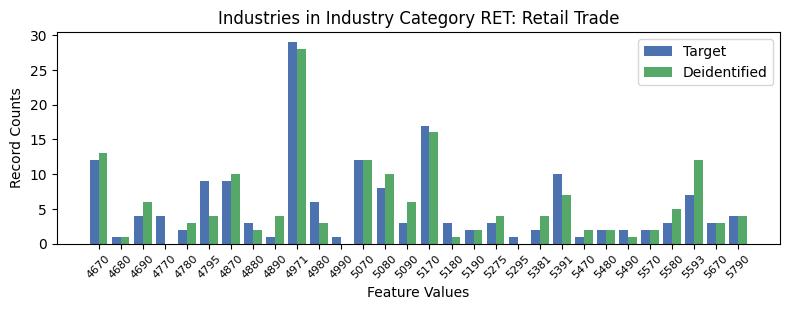 Industries in Industry Category RET: Retail Trade
Target
Deidentified
Record Counts
30
25
20
15
10
5
0
4670 4680 4690 4770 4780 4795 4870 4880 4890 4971 4980 4990 5070 5080 5090 5170 5180 5190 5275 5295 5381 5391 5470 5480 5490 5570 5580 5593 5670 5790
Feature Values